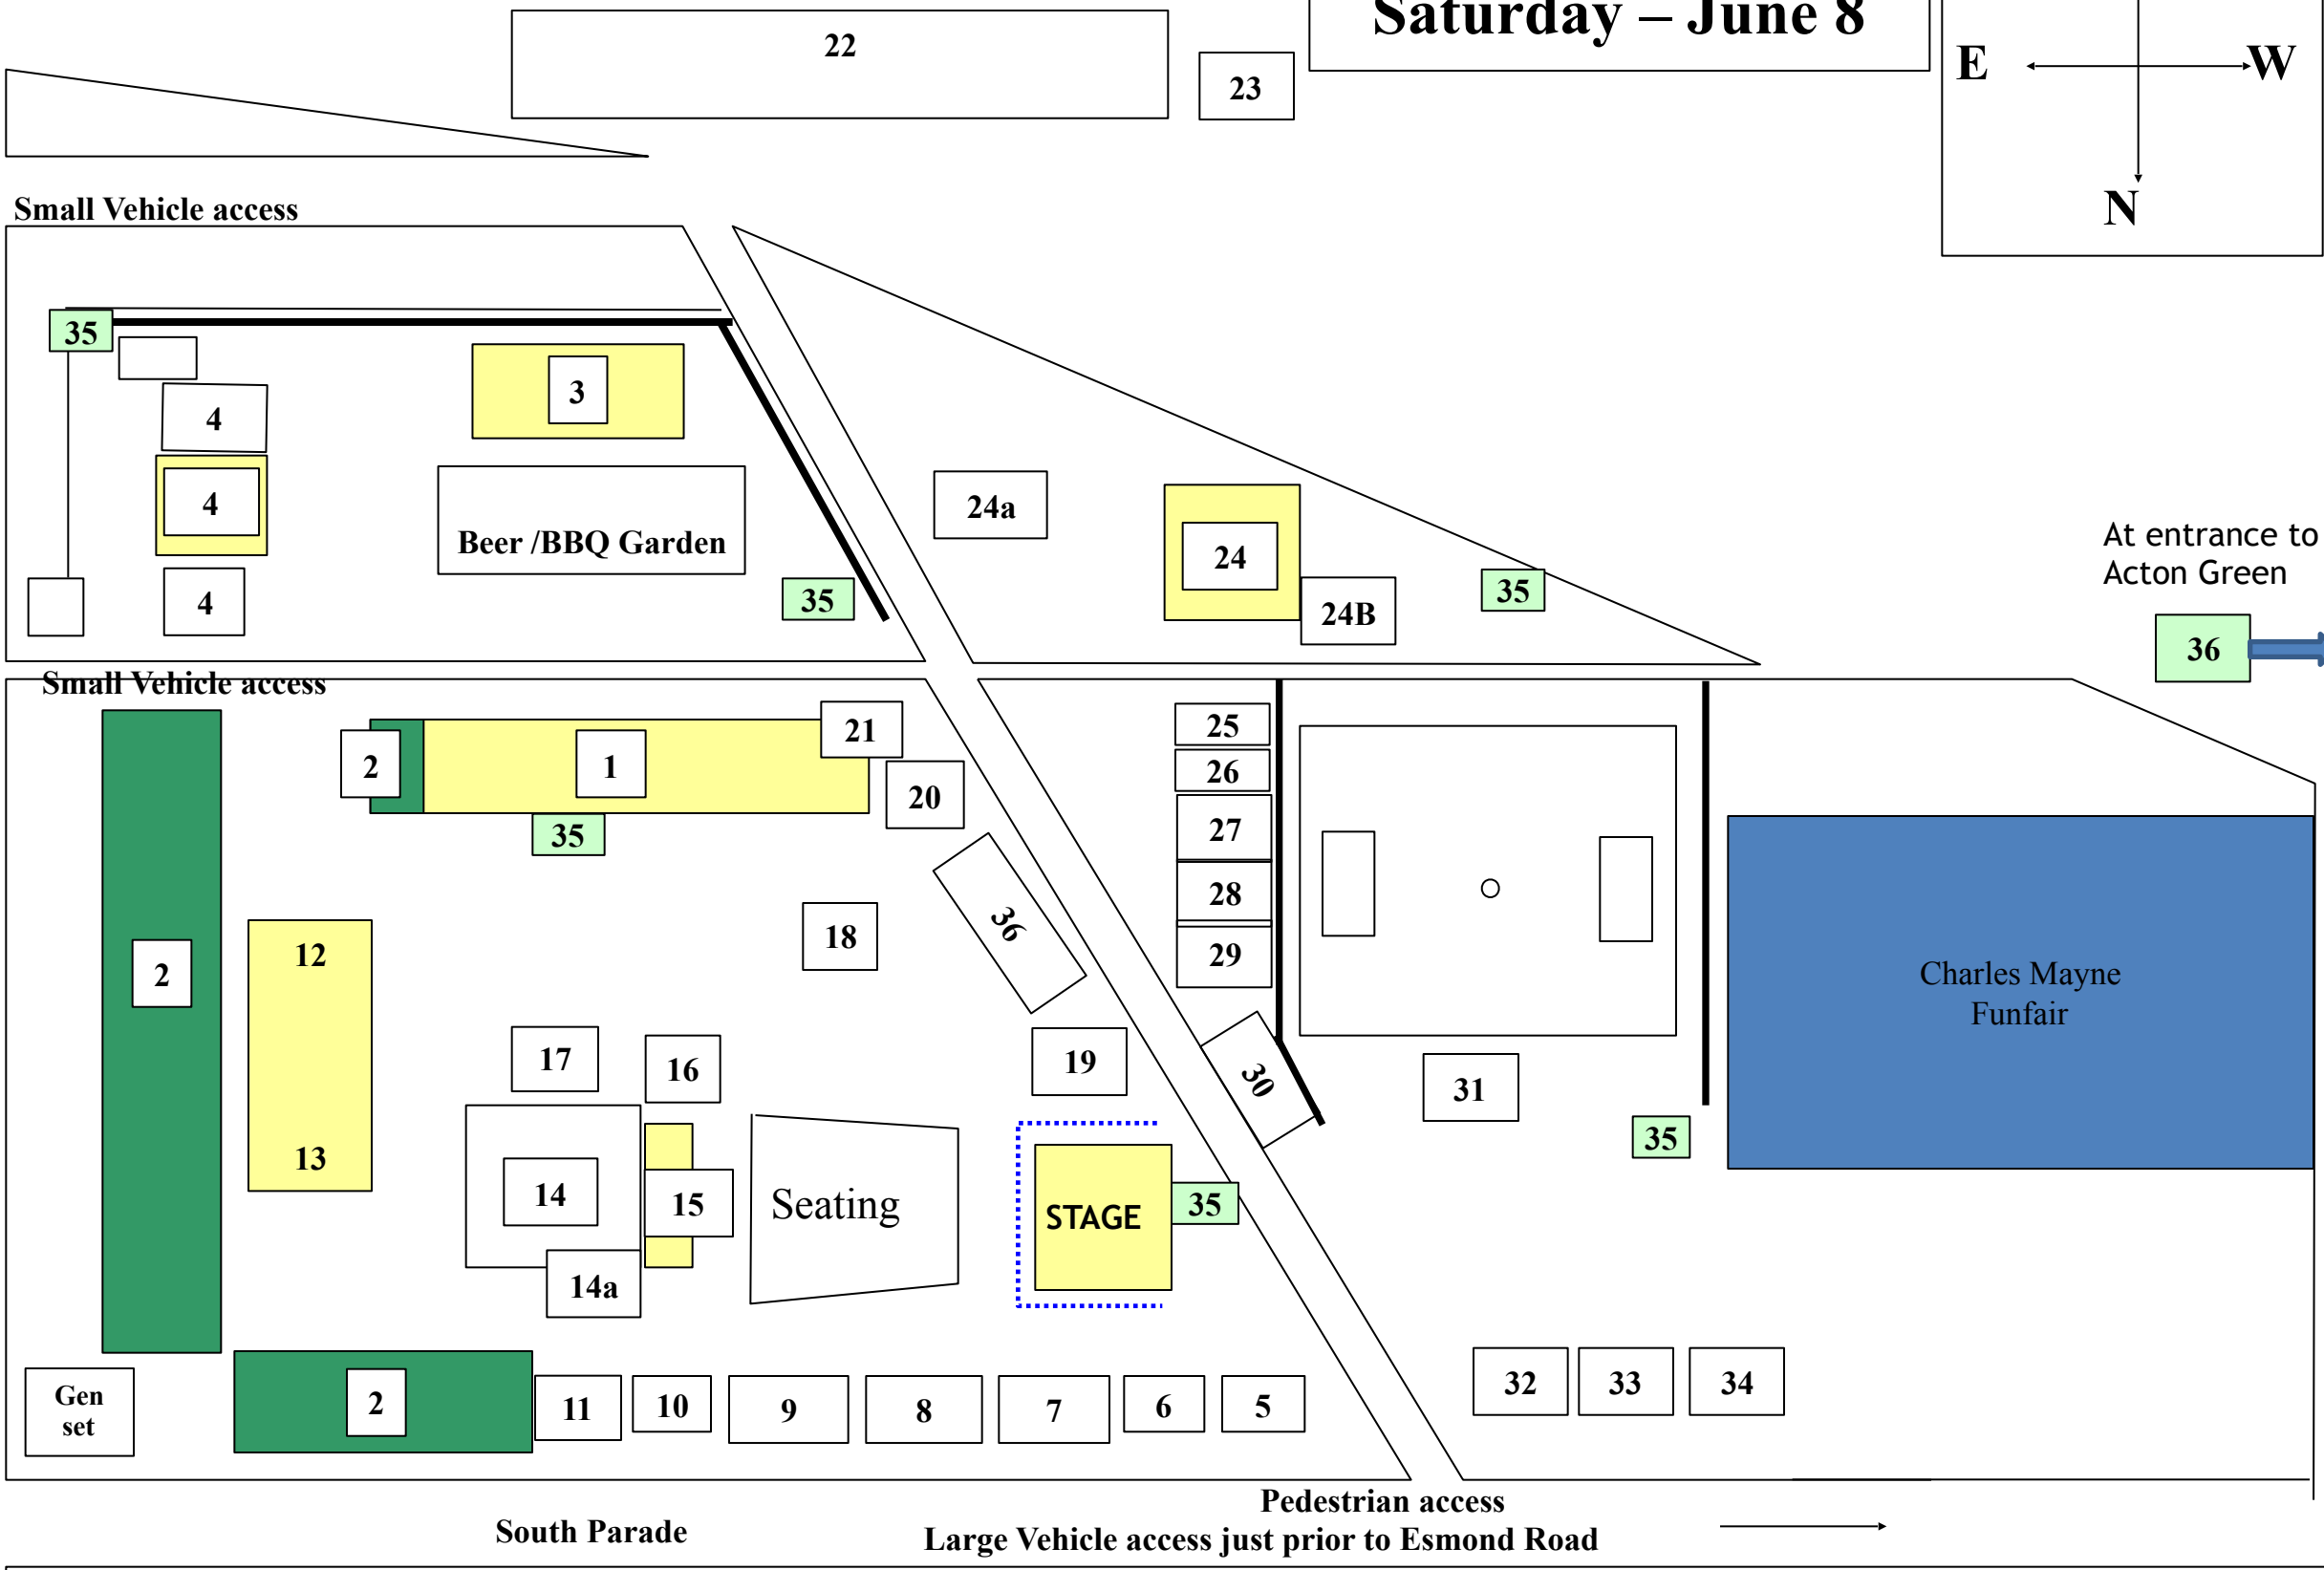 Saturday – June 8
22
23
E
W
N
Small Vehicle access
35
3
4
4
Beer /BBQ Garden
4
35
24a
24
24B
35
At entrance to
Acton Green
36
Small Vehicle access
2
1
21
20
35
25
26
27
28
29
18
36
2
12
13
Charles Mayne
Funfair
17
16
19
30
31
35
14
15
Seating
STAGE
35
14a
Gen
set
2
11
10
9
8
7
6
5
32
33
34
Pedestrian access
South Parade
Large Vehicle access just prior to Esmond Road